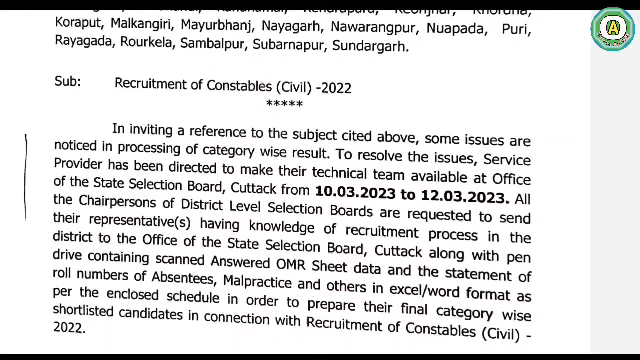 Koraput, Malkangiri, Mayurbhanj, Nayagarh, Nawarangpur, Nuapada, Puri,
Rayagada, Rourkela, Sambalpur, Subarnapur, Sundargarh.
Sub: Recruitment of Constables (Civil) -2022
*****
In inviting a reference to the subject cited above, some issues are
noticed in processing of category wise result. To resolve the issues, Service
Provider has been directed to make their technical team available at Office
of the State Selection Board, Cuttack from 10.03.2023 to 12.03.2023. All
the Chairpersons of District Level Selection Boards are requested to send
their representative(s) having knowledge of recruitment process in the
district to the Office of the State Selection Board, Cuttack along with pen
drive containing scanned Answered OMR Sheet data and the statement of
roll numbers of Absentees, Malpractice and others in excel/word format as
per the enclosed schedule in order to prepare their final category wise
shortlisted candidates in connection with Recruitment of Constables (Civil) -
2022.
A